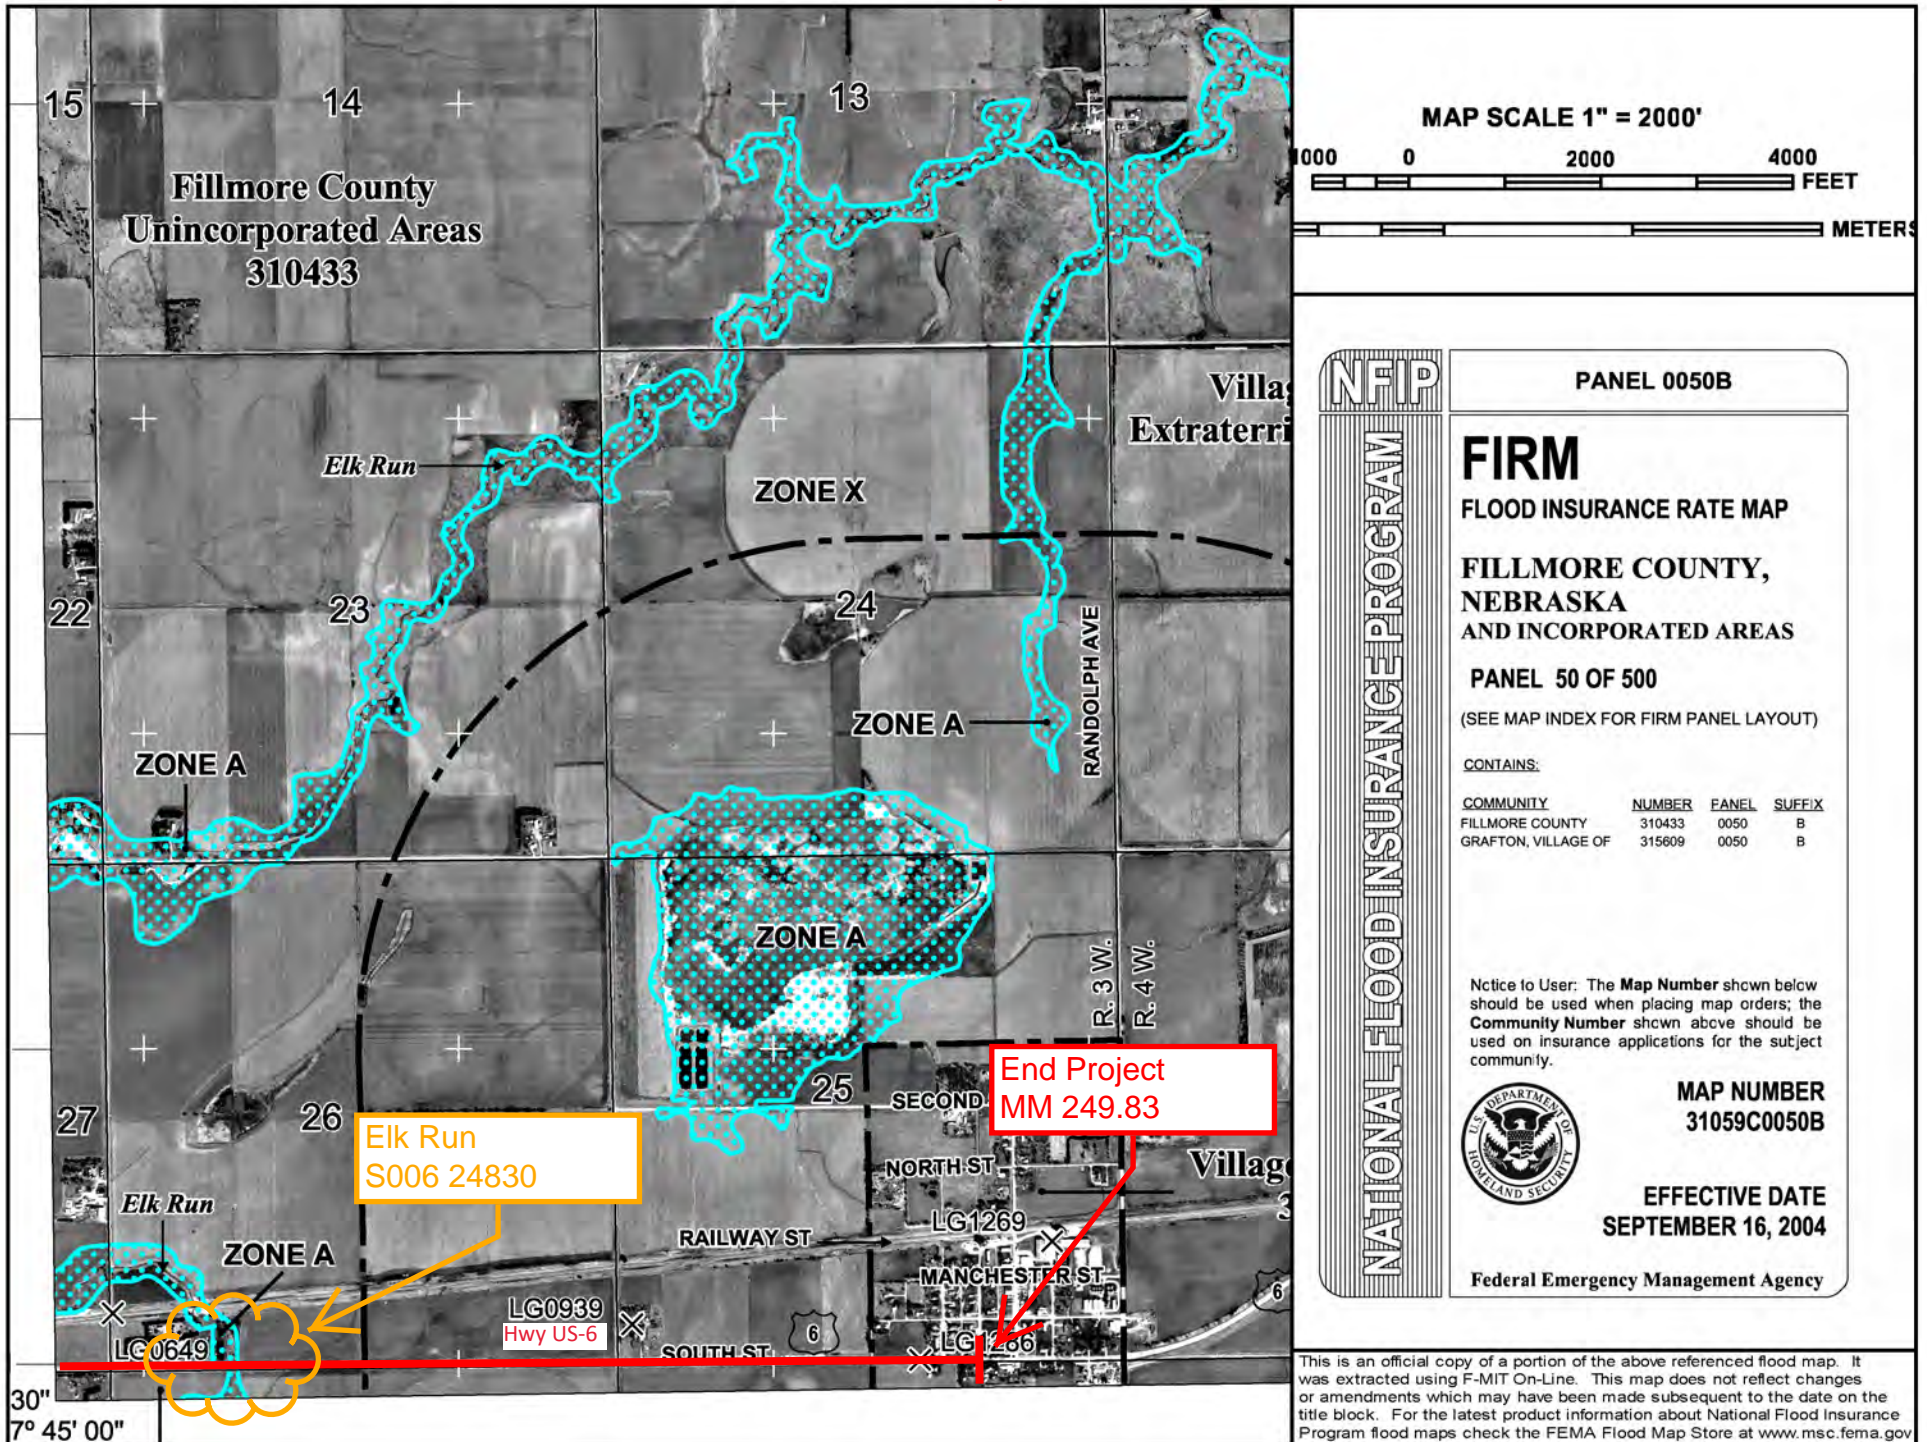 15
14
13
Fillmore County
Unincorporated Areas
310433
Elk Run
ZONE X
Extraterri
22
23
24
RANDOLPH AVE
ZONE A
ZONE A
ZONE A
R. 3 W.
R. 4 W.
27
26
25
SECOND
End Project
MM 249.83
Elk Run
S006 24830
NORTH ST
Village
Elk Run
LG1269
RAILWAY ST
ZONE A
MANCHESTER ST
LG0939
Hwy US-6
6
6
LG0649
SOUTH ST
LG1286
30"
7° 45' 00"
MAP SCALE 1" = 2000'
1000 0 2000 4000
FEET
METERS
NFIP
NATIONAL FLOOD INSURANCE PROGRAM
PANEL 0050B
FIRM
FLOOD INSURANCE RATE MAP
FILLMORE COUNTY,
NEBRASKA
AND INCORPORATED AREAS
PANEL 50 OF 500
(SEE MAP INDEX FOR FIRM PANEL LAYOUT)
CONTAINS:
COMMUNITY NUMBER PANEL SUFFIX
FILLMORE COUNTY 310433 0050 B
GRAFTON, VILLAGE OF 315609 0050 B
Notice to User: The Map Number shown below
should be used when placing map orders; the
Community Number shown above should be
used on insurance applications for the subject
community.
U.S. DEPARTMENT OF
HOMELAND SECURITY
MAP NUMBER
31059C0050B
EFFECTIVE DATE
SEPTEMBER 16, 2004
Federal Emergency Management Agency
This is an official copy of a portion of the above referenced flood map. It
was extracted using F-MIT On-Line. This map does not reflect changes
or amendments which may have been made subsequent to the date on the
title block. For the latest product information about National Flood Insurance
Program flood maps check the FEMA Flood Map Store at www.msc.fema.gov